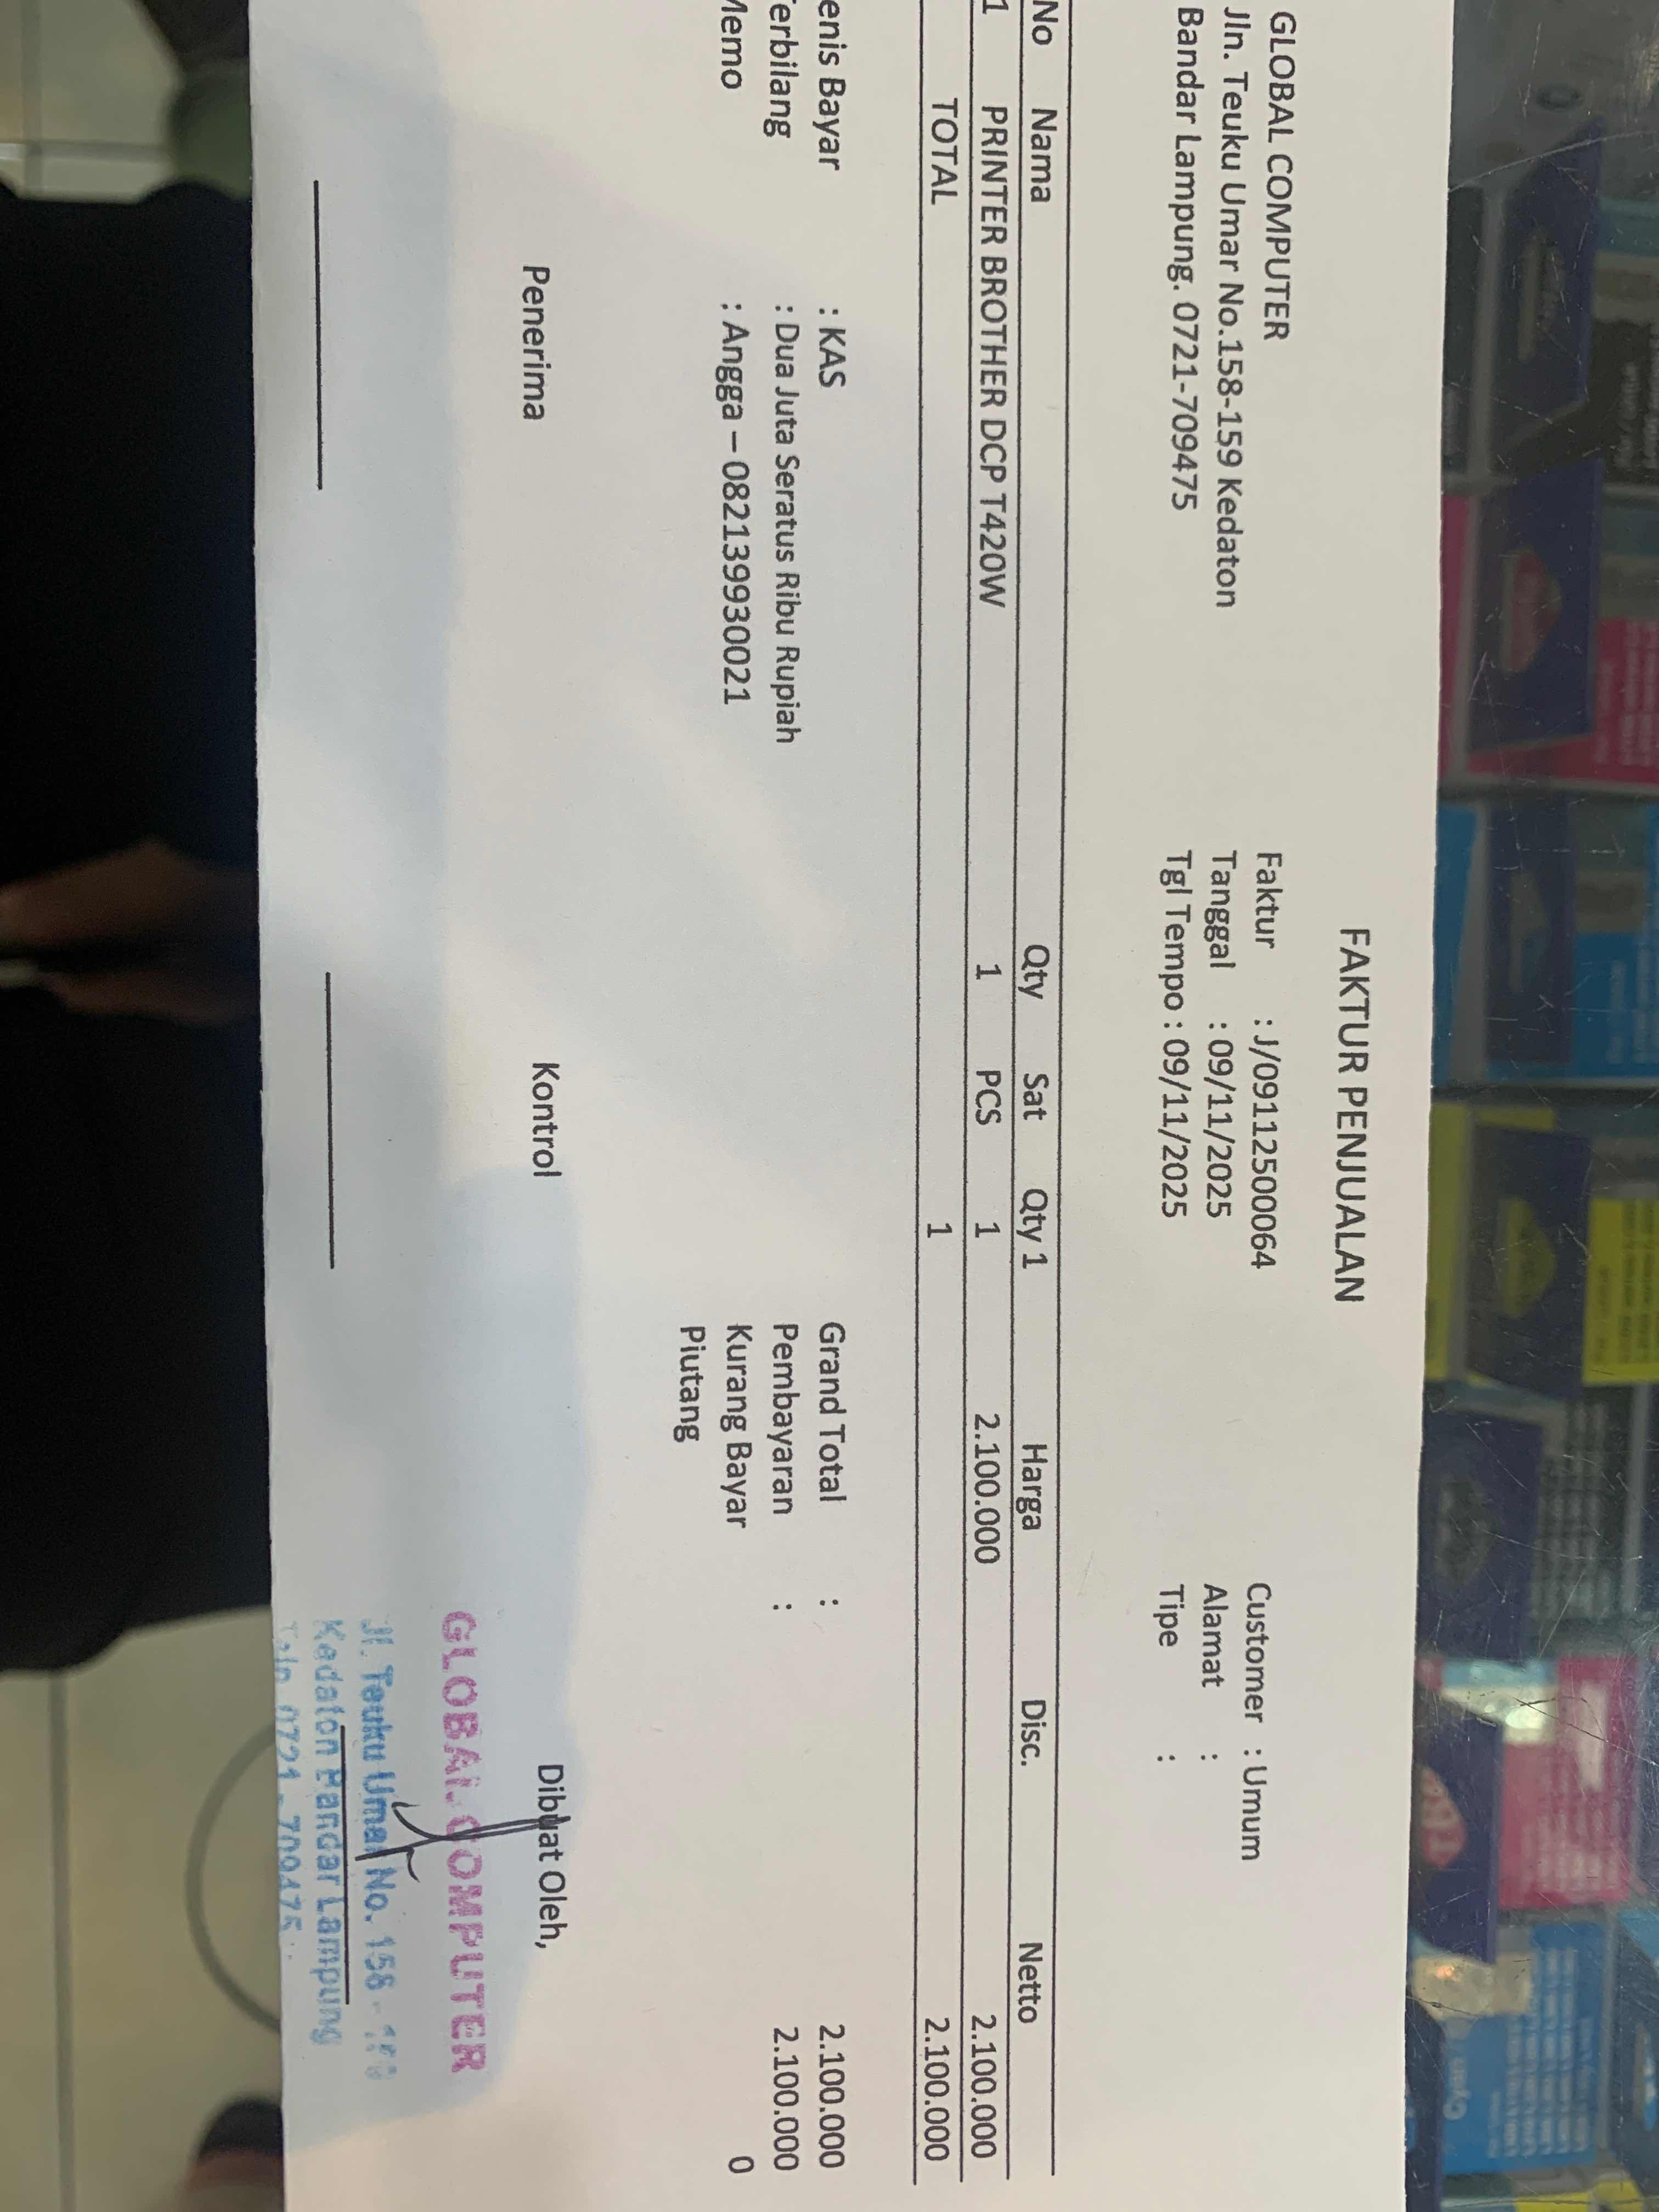 FAKTUR PENJUALAN
GLOBAL COMPUTER
Jln. Teuku Umar No.158-159 Kedaton
Bandar Lampung. 0721-709475
Faktur : J/09112500064
Tanggal : 09/11/2025
Tgl Tempo : 09/11/2025
Customer : Umum
Alamat :
Tipe :
No Nama Qty Sat Qty 1 Harga Disc. Netto
1 PRINTER BROTHER DCP T420W 1 PCS 1 2.100.000 2.100.000
TOTAL 1 2.100.000
enis Bayar : KAS
erbilang : Dua Juta Seratus Ribu Rupiah
Memo : Angga – 082139930021
Grand Total : 2.100.000
Pembayaran : 2.100.000
Kurang Bayar 0
Piutang
Penerima
Kontrol
Dibuat Oleh,
GLOBAL COMPUTER
Jl. Teuku Umar No. 158 -
Kedaton Bandar Lampung
Telp. 0721 - 709475